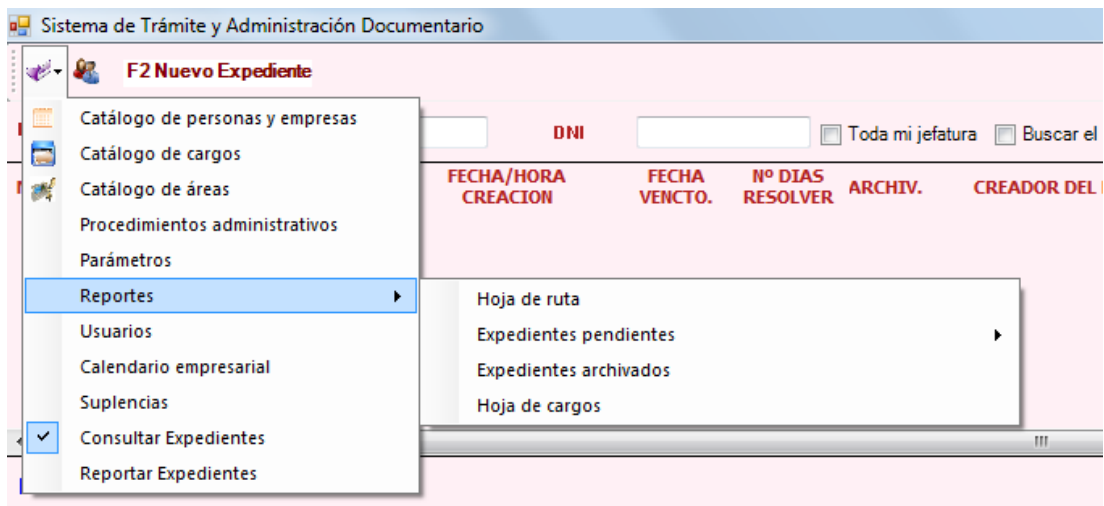 Sistema de Trámite y Administración Documentario
F2 Nuevo Expediente
DNI
Toda mi jefatura
Buscar el
FECHA/HORA
CREACION
FECHA
VENCTO.
Nº DIAS
RESOLVER
ARCHIV.
CREADOR DEL
Catálogo de personas y empresas
Catálogo de cargos
Catálogo de áreas
Procedimientos administrativos
Parámetros
Reportes
Usuarios
Calendario empresarial
Suplencias
Consultar Expedientes
Reportar Expedientes
Hoja de ruta
Expedientes pendientes
Expedientes archivados
Hoja de cargos